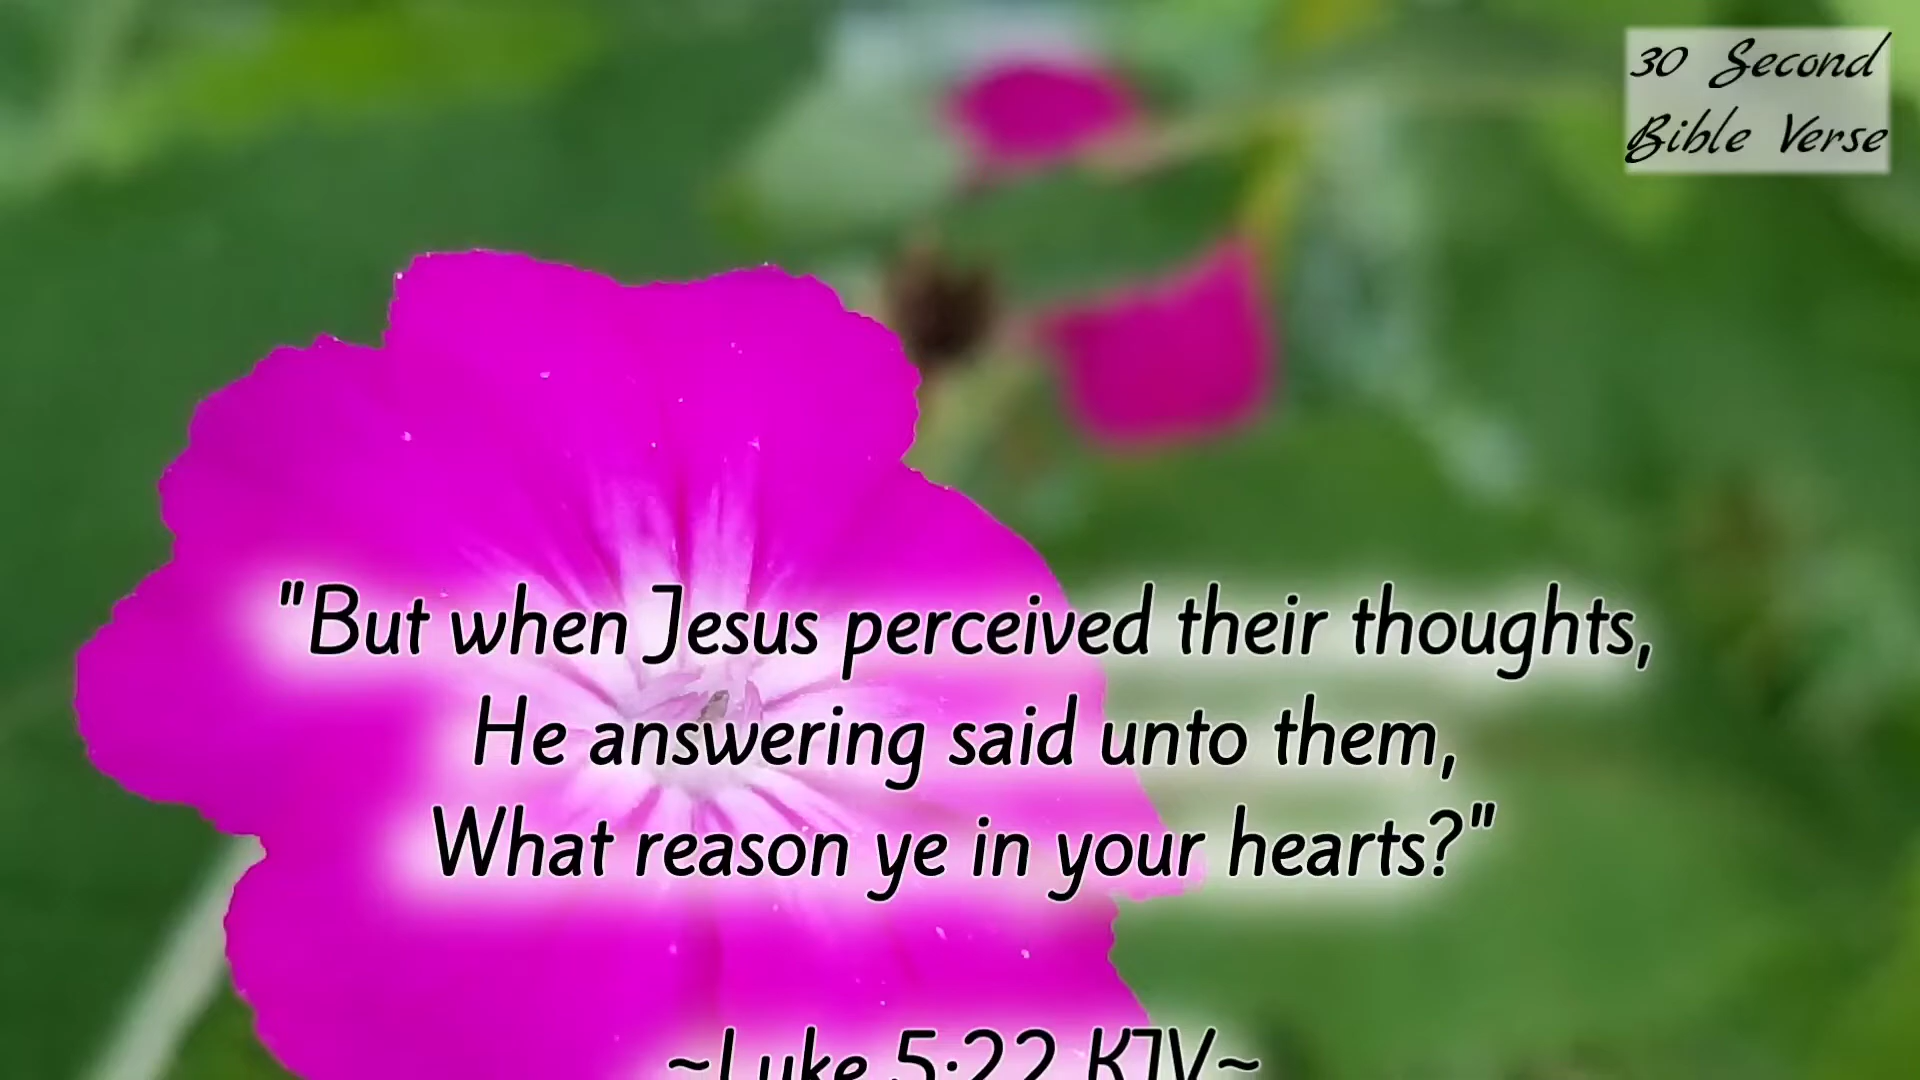 30 Second
Bible Verse
"But when Jesus perceived their thoughts,
He answering said unto them,
What reason ye in your hearts?"
~Luke 5:22 KJV~